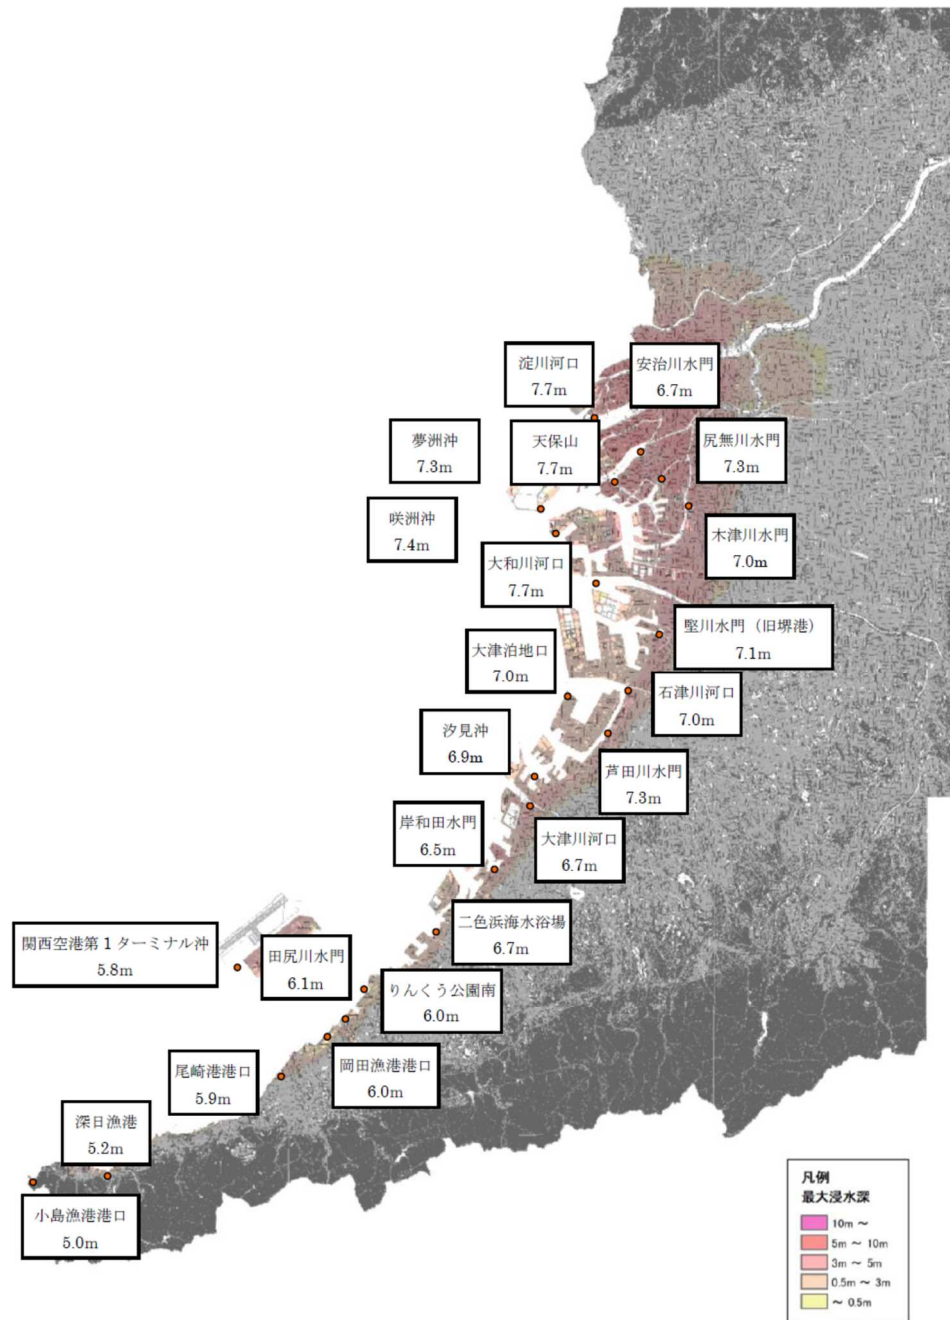 淀川河口
7.7m
安治川水門
6.7m
夢洲沖
7.3m
天保山
7.7m
尻無川水門
7.3m
咲洲沖
7.4m
木津川水門
7.0m
大和川河口
7.7m
竪川水門（旧堺港）
7.1m
大津泊地口
7.0m
石津川河口
7.0m
汐見沖
6.9m
芦田川水門
7.3m
岸和田水門
6.5m
大津川河口
6.7m
二色浜海水浴場
6.7m
関西空港第1ターミナル沖
5.8m
田尻川水門
6.1m
りんくう公園南
6.0m
岡田漁港港口
6.0m
尾崎港港口
5.9m
深日漁港
5.2m
小島漁港港口
5.0m
凡例
最大浸水深
10m ～
5m ～ 10m
3m ～ 5m
0.5m ～ 3m
～ 0.5m